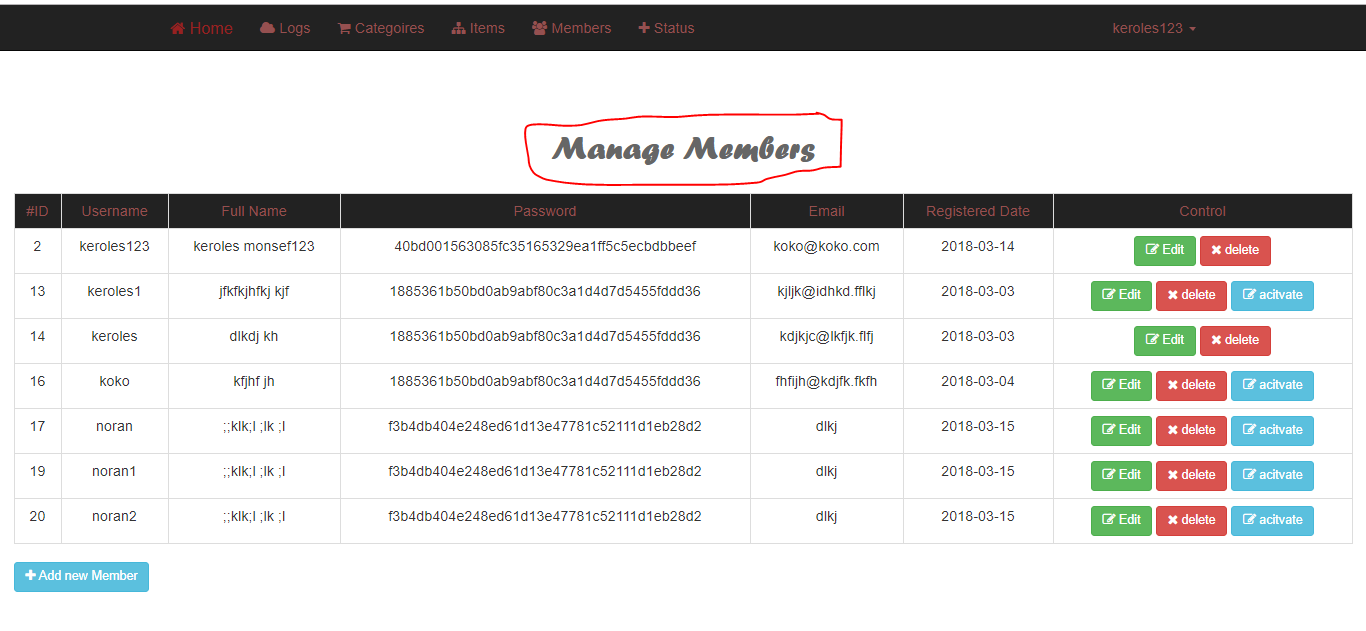 Home Logs Categoires Items Members Status keroles123
Manage Members
#ID Username Full Name Password Email Registered Date Control
2 keroles123 keroles monsef123 40bd001563085fc35165329ea1ff5c5ecbdbbeef koko@koko.com 2018-03-14 Edit delete
13 keroles1 jfkfkjhfkj kjf 1885361b50bd0ab9abf80c3a1d4d7d5455fddd36 kjljk@idhkd.fflkj 2018-03-03 Edit delete acitvate
14 keroles dlkdj kh 1885361b50bd0ab9abf80c3a1d4d7d5455fddd36 kdjkjc@lkfjk.flfj 2018-03-03 Edit delete
16 koko kfjhf jh 1885361b50bd0ab9abf80c3a1d4d7d5455fddd36 fhfijh@kdjfk.fkfh 2018-03-04 Edit delete acitvate
17 noran ;;klk;l ;lk ;l f3b4db404e248ed61d13e47781c52111d1eb28d2 dlkj 2018-03-15 Edit delete acitvate
19 noran1 ;;klk;l ;lk ;l f3b4db404e248ed61d13e47781c52111d1eb28d2 dlkj 2018-03-15 Edit delete acitvate
20 noran2 ;;klk;l ;lk ;l f3b4db404e248ed61d13e47781c52111d1eb28d2 dlkj 2018-03-15 Edit delete acitvate
Add new Member